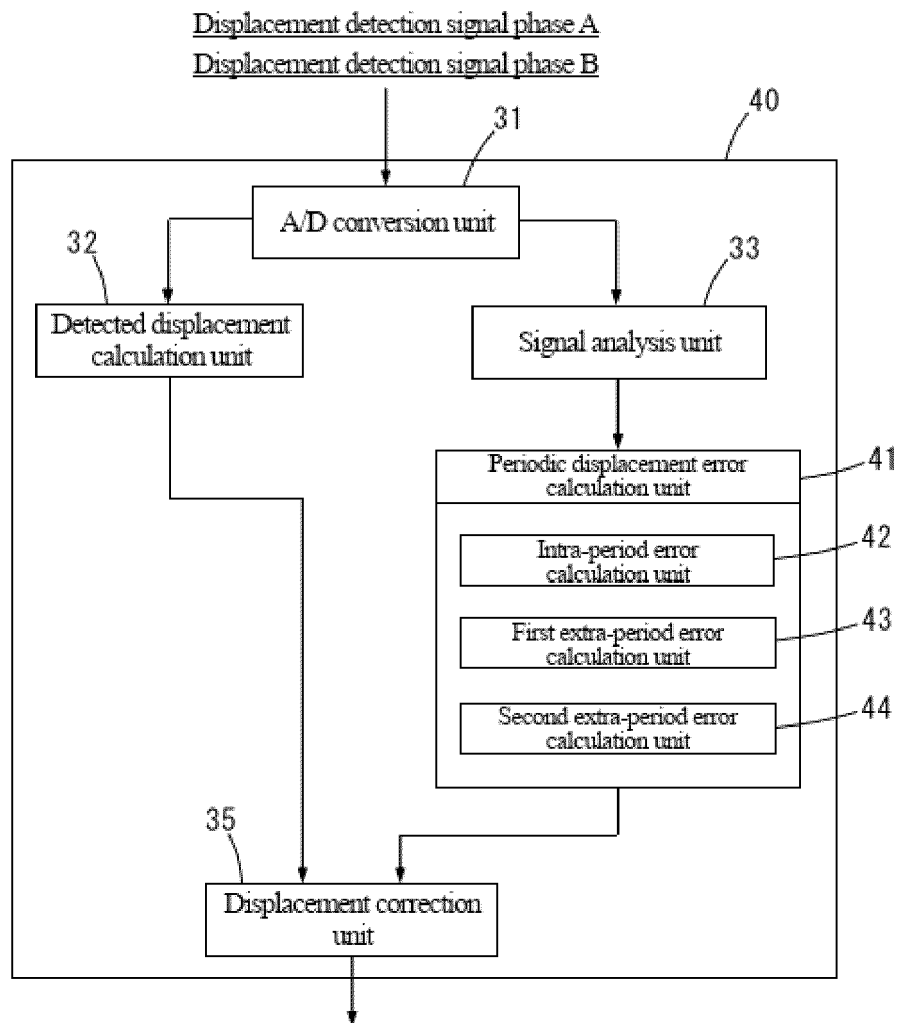 Displacement detection signal phase A
Displacement detection signal phase B
40
31
A/D conversion unit
32
33
Detected displacement
calculation unit
Signal analysis unit
Periodic displacement error
calculation unit
41
Intra-period error
calculation unit
42
First extra-period error
calculation unit
43
Second extra-period error
calculation unit
44
35
Displacement correction
unit